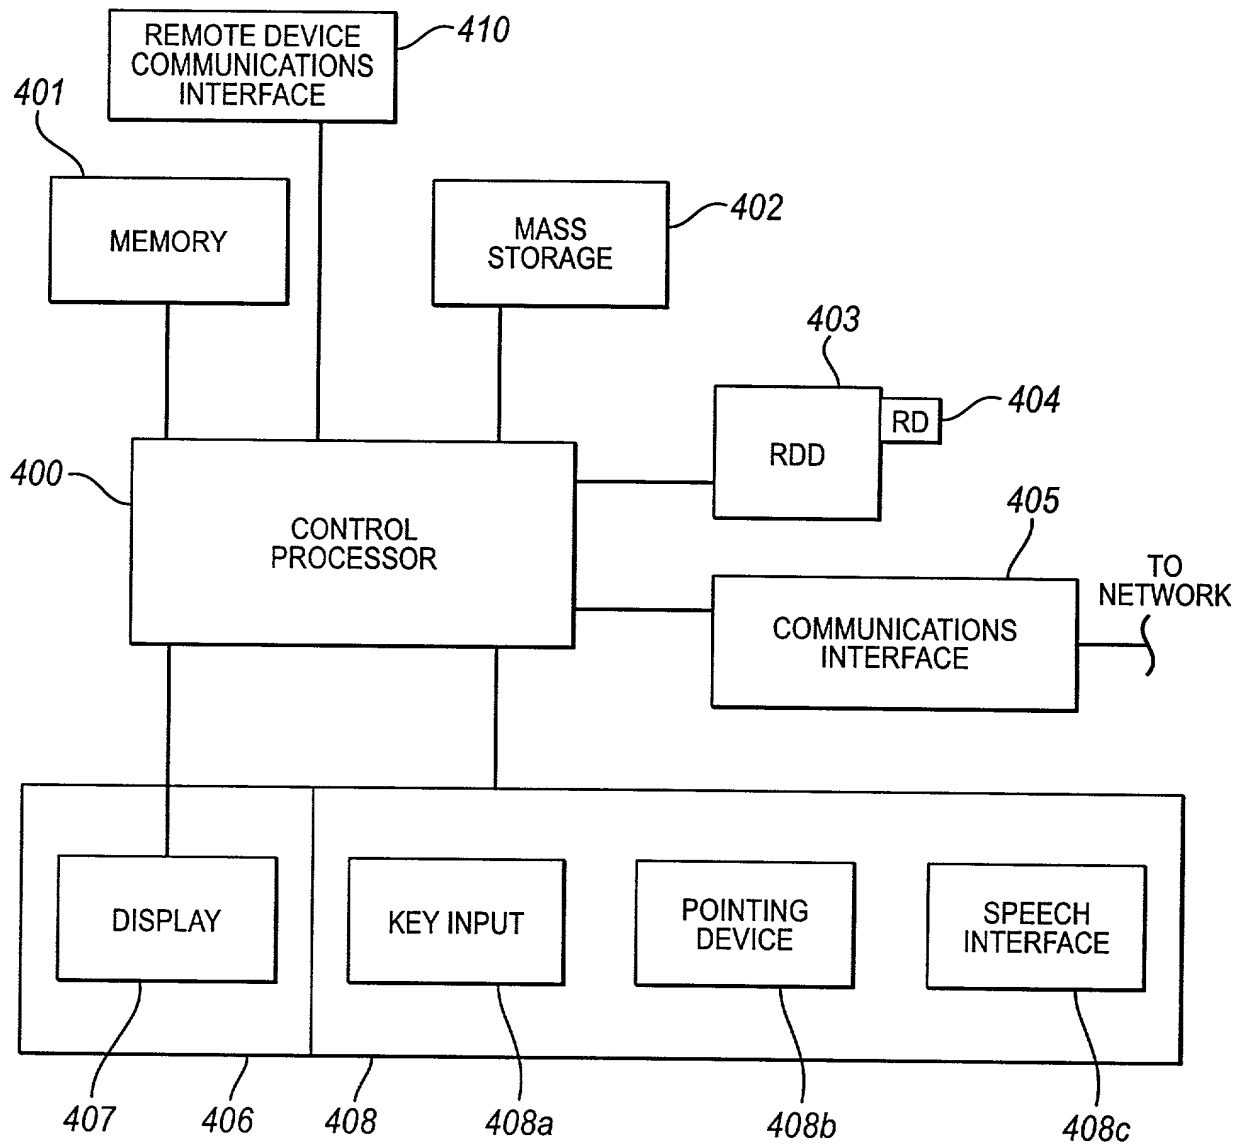 REMOTE DEVICE
COMMUNICATIONS
INTERFACE
410
401
MEMORY
MASS
STORAGE
402
403
RDD
RD
404
400
CONTROL
PROCESSOR
405
COMMUNICATIONS
INTERFACE
TO
NETWORK
DISPLAY
KEY INPUT
POINTING
DEVICE
SPEECH
INTERFACE
407
406
408
408a
408b
408c